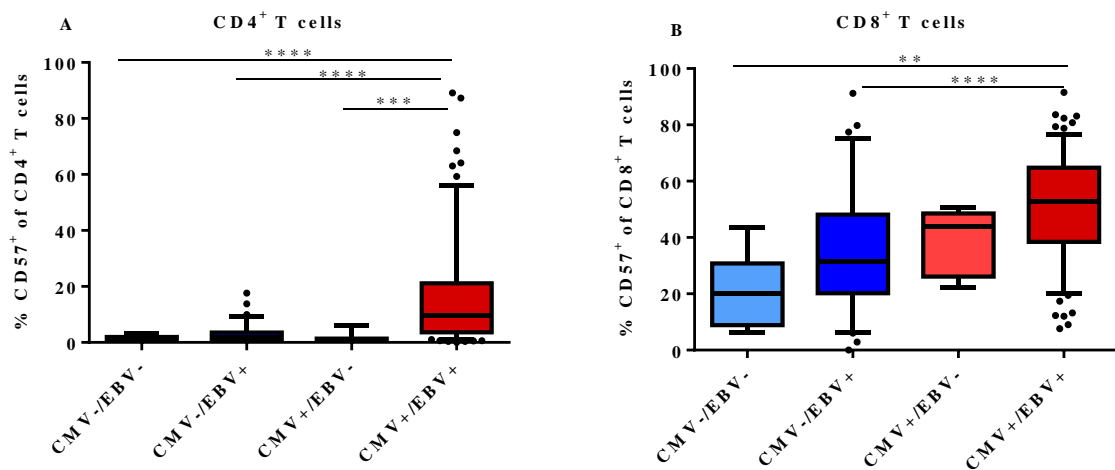 A
CD4⁺ T cells
% CD57⁺ of CD4⁺ T cells
100
80
60
40
20
0
****
****
***
CMV-/EBV-
CMV-/EBV+
CMV+/EBV-
CMV+/EBV+
B
CD8⁺ T cells
% CD57⁺ of CD8⁺ T cells
100
80
60
40
20
0
**
****
CMV-/EBV-
CMV-/EBV+
CMV+/EBV-
CMV+/EBV+